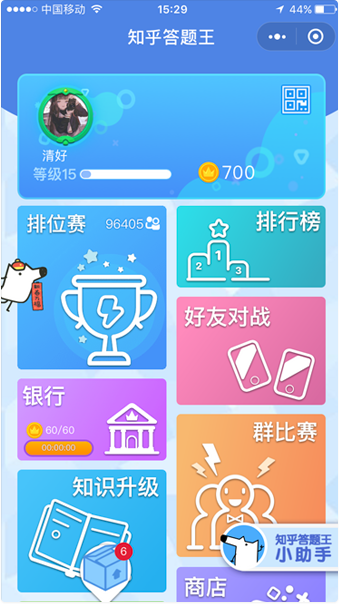 中国移动
15:29
44%
知乎答题王
清好
等级15
700
排位赛
96405
排行榜
2
1
3
好友对战
银行
60/60
00:00:00
群比赛
知识升级
6
知乎答题王
小助手
商店